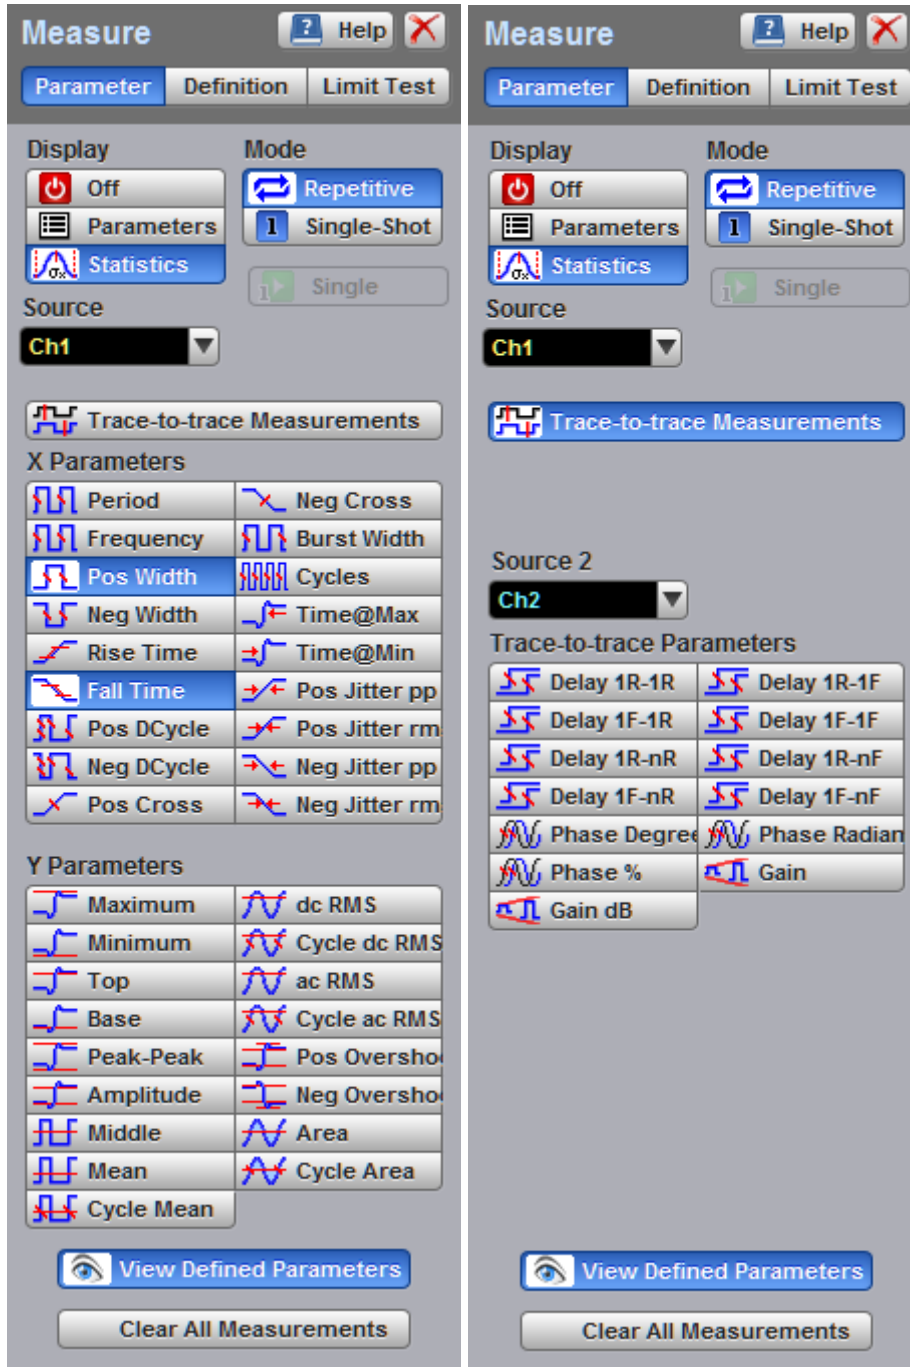 Measure
Help
Parameter Definition Limit Test
Display Mode
Off Repetitive
Parameters 1 Single-Shot
Statistics
Single
Source
Ch1
Trace-to-trace Measurements
X Parameters
Period Neg Cross
Frequency Burst Width
Pos Width Cycles
Neg Width Time@Max
Rise Time Time@Min
Fall Time Pos Jitter pp
Pos DCycle Pos Jitter rm
Neg DCycle Neg Jitter pp
Pos Cross Neg Jitter rm
Y Parameters
Maximum dc RMS
Minimum Cycle dc RMS
Top ac RMS
Base Cycle ac RMS
Peak-Peak Pos Oversho
Amplitude Neg Oversho
Middle Area
Mean Cycle Area
Cycle Mean
View Defined Parameters
Clear All Measurements
Measure
Help
Parameter Definition Limit Test
Display Mode
Off Repetitive
Parameters 1 Single-Shot
Statistics
Single
Source
Ch1
Trace-to-trace Measurements
Source 2
Ch2
Trace-to-trace Parameters
Delay 1R-1R Delay 1R-1F
Delay 1F-1R Delay 1F-1F
Delay 1R-nR Delay 1R-nF
Delay 1F-nR Delay 1F-nF
Phase Degree Phase Radian
Phase % Gain
Gain dB
View Defined Parameters
Clear All Measurements